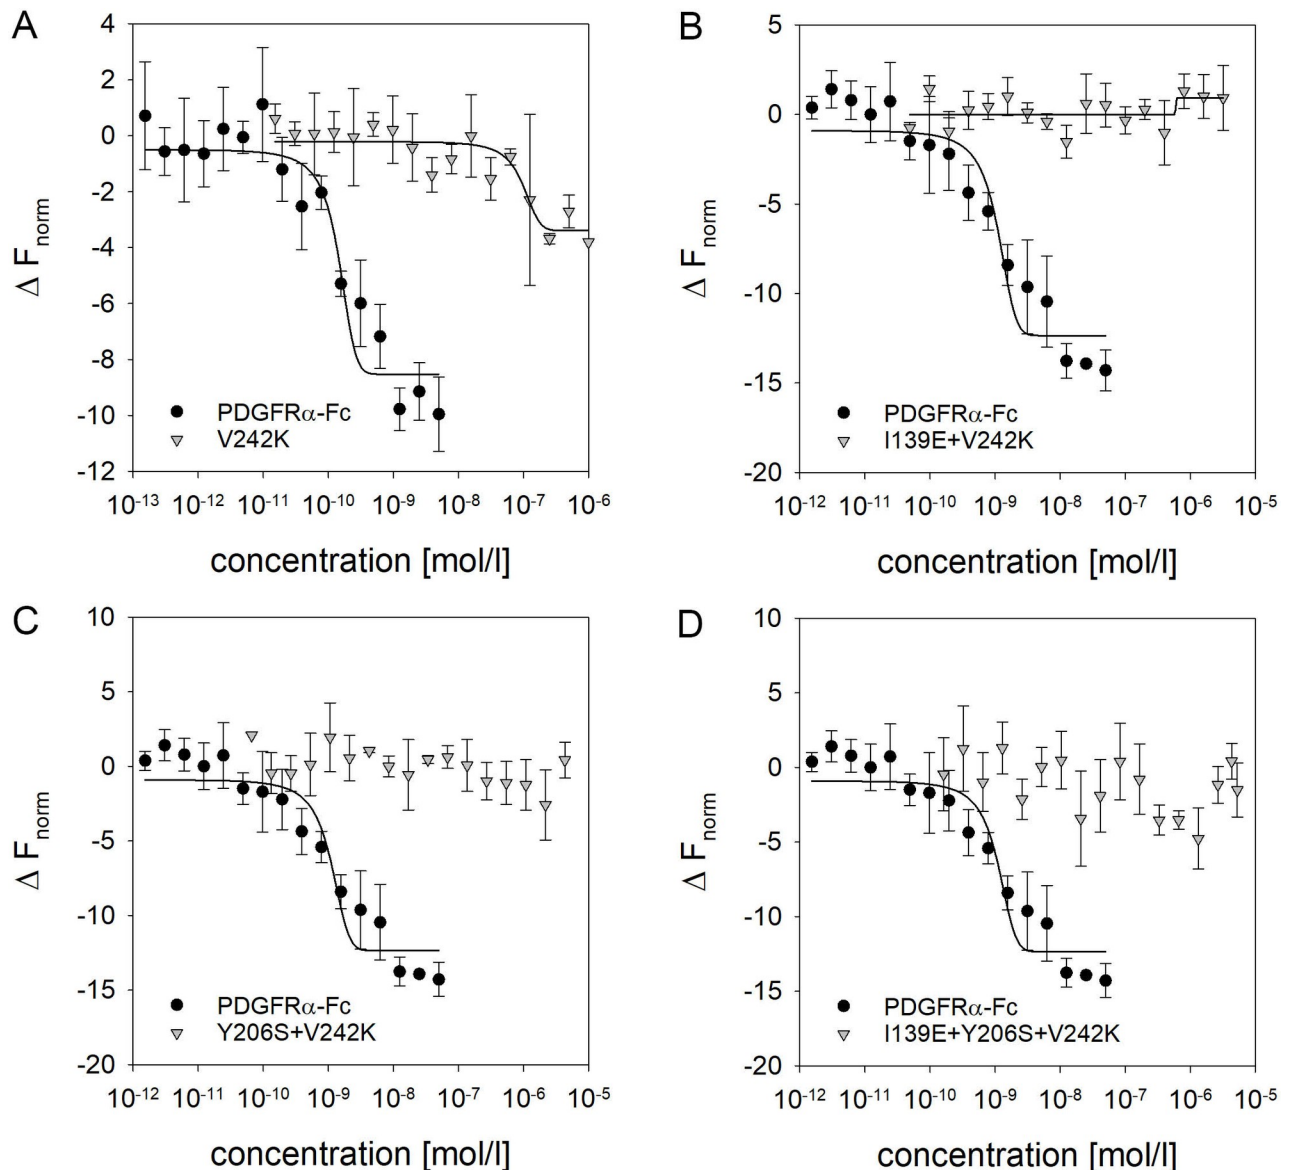 A
4
2
0
-2
-4
-6
-8
-10
-12
Δ F_norm
PDGFRα-Fc
V242K
10⁻¹³ 10⁻¹² 10⁻¹¹ 10⁻¹⁰ 10⁻⁹ 10⁻⁸ 10⁻⁷ 10⁻⁶
concentration [mol/l]
B
5
0
-5
-10
-15
-20
Δ F_norm
PDGFRα-Fc
I139E+V242K
10⁻¹² 10⁻¹¹ 10⁻¹⁰ 10⁻⁹ 10⁻⁸ 10⁻⁷ 10⁻⁶ 10⁻⁵
concentration [mol/l]
C
10
5
0
-5
-10
-15
-20
Δ F_norm
PDGFRα-Fc
Y206S+V242K
10⁻¹² 10⁻¹¹ 10⁻¹⁰ 10⁻⁹ 10⁻⁸ 10⁻⁷ 10⁻⁶ 10⁻⁵
concentration [mol/l]
D
10
5
0
-5
-10
-15
-20
Δ F_norm
PDGFRα-Fc
I139E+Y206S+V242K
10⁻¹² 10⁻¹¹ 10⁻¹⁰ 10⁻⁹ 10⁻⁸ 10⁻⁷ 10⁻⁶ 10⁻⁵
concentration [mol/l]